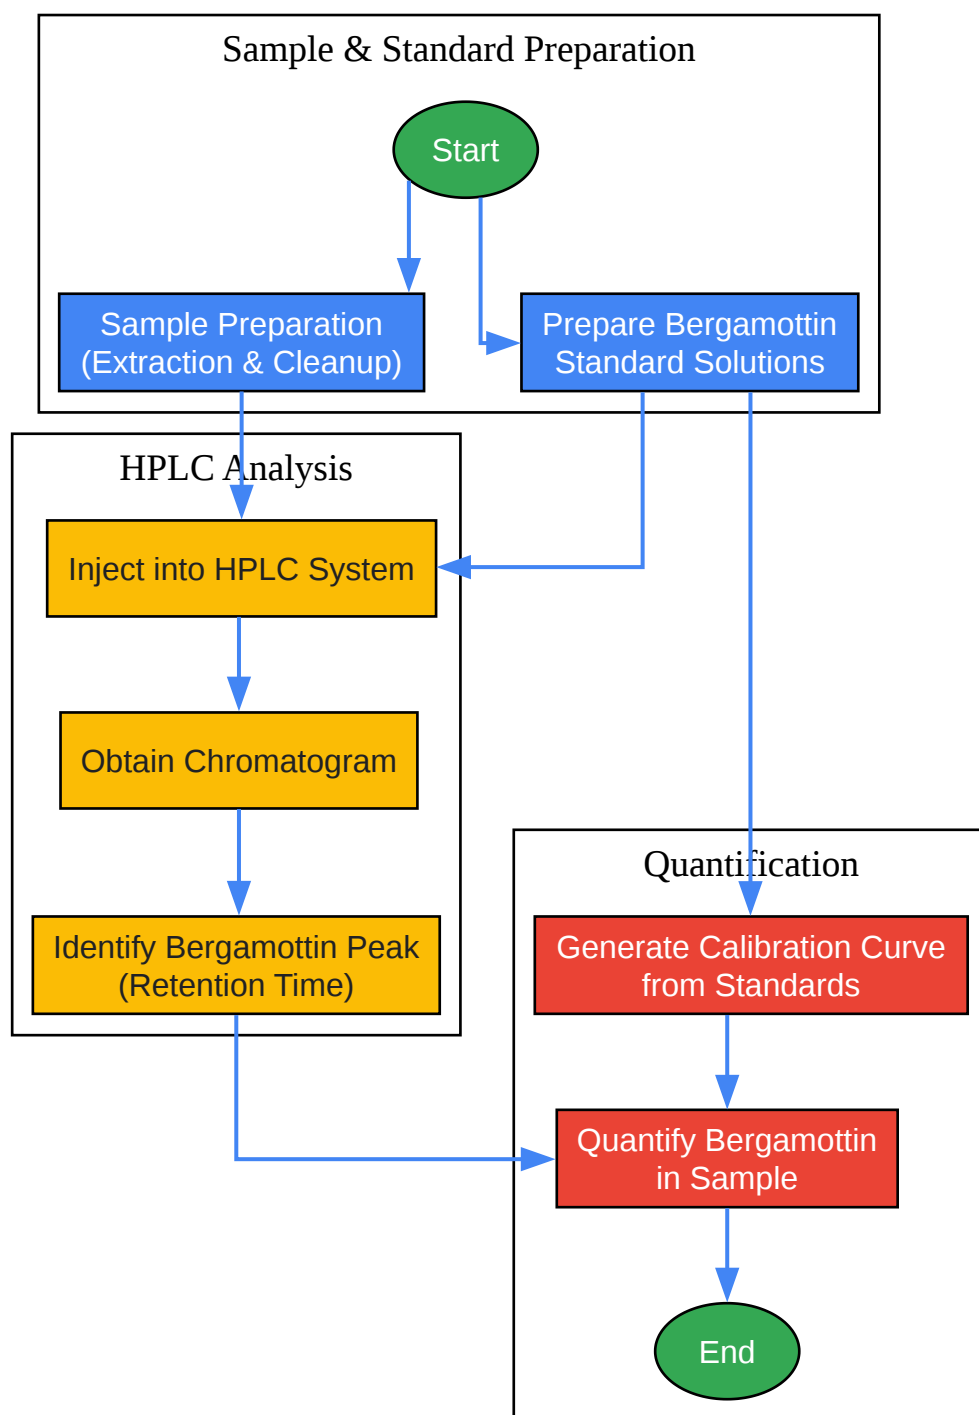 Sample & Standard Preparation
Start
Sample Preparation
(Extraction & Cleanup)
Prepare Bergamottin
Standard Solutions
HPLC Analysis
Inject into HPLC System
Obtain Chromatogram
Identify Bergamottin Peak
(Retention Time)
Quantification
Generate Calibration Curve
from Standards
Quantify Bergamottin
in Sample
End